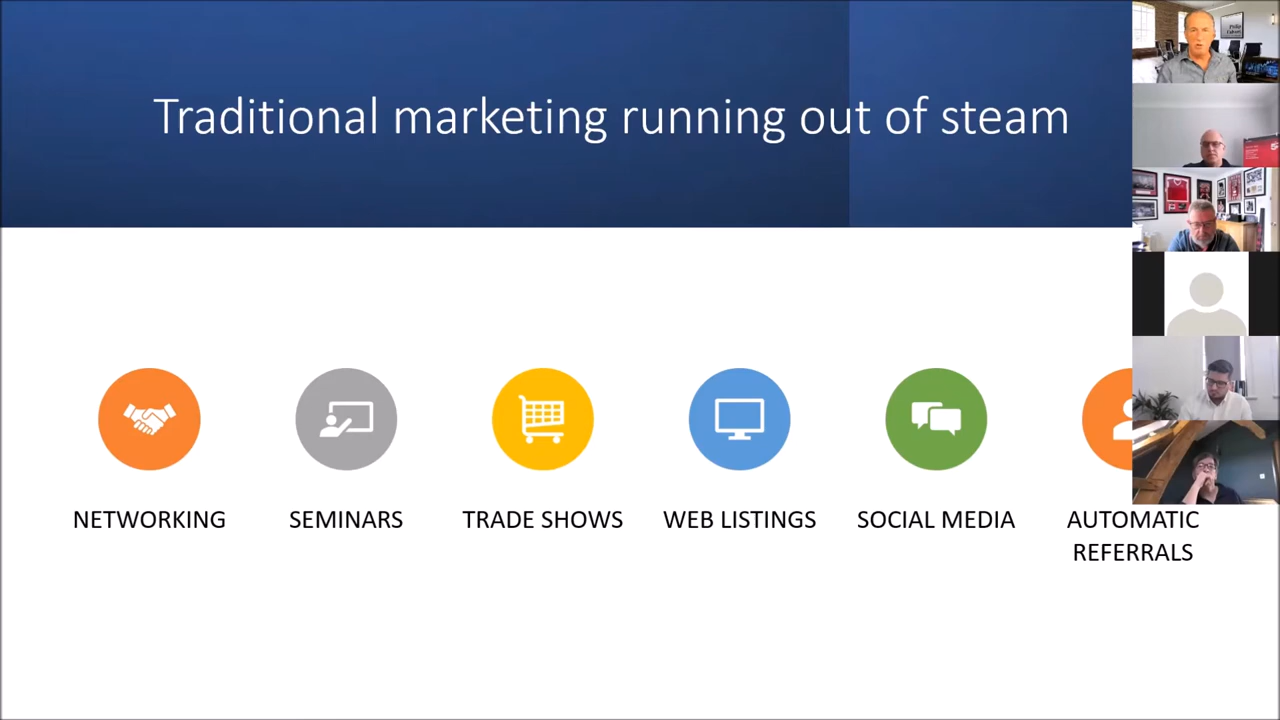 Traditional marketing running out of steam
NETWORKING
SEMINARS
TRADE SHOWS
WEB LISTINGS
SOCIAL MEDIA
AUTOMATIC
REFERRALS